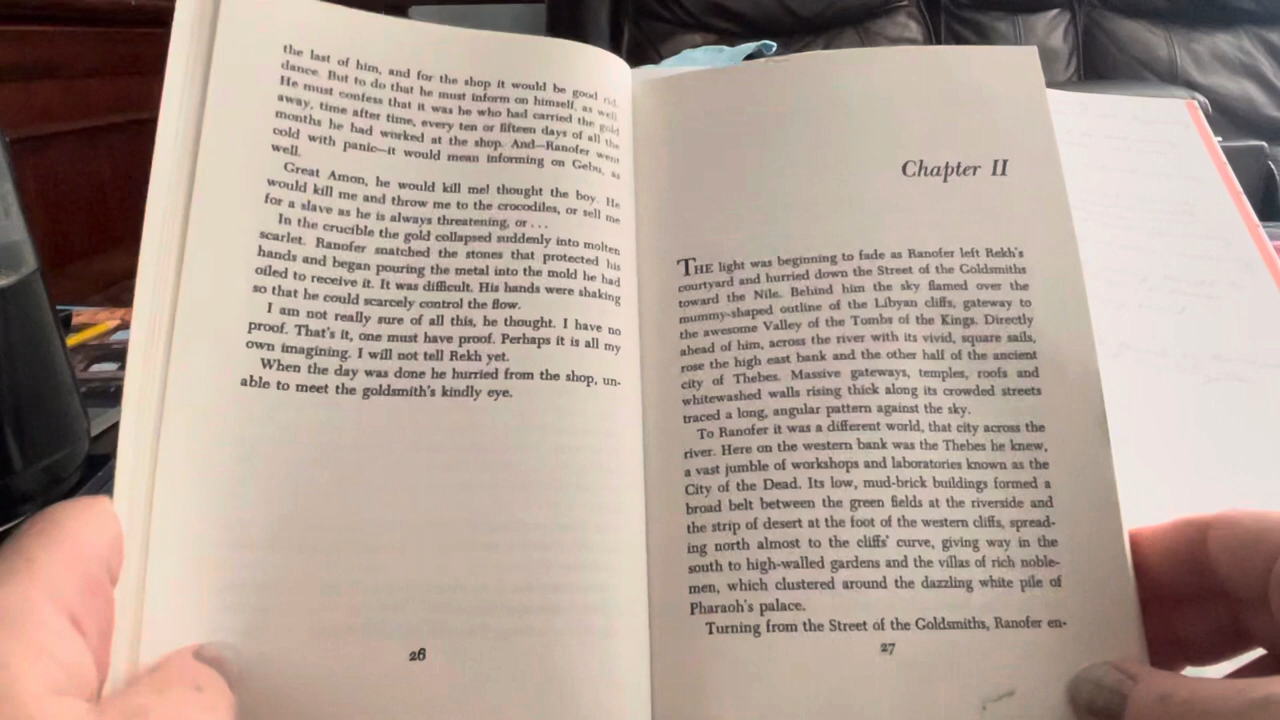 the last of him, and for the shop it would be good rid-
dance. But to do that he must inform on himself, as well.
He must confess that it was he who had carried the gold
away, time after time, every ten or fifteen days of all the
months he had worked at the shop. And—Ranofer went
cold with panic—it would mean informing on Gebu, as
well.
Great Amon, he would kill me! thought the boy. He
would kill me and throw me to the crocodiles, or sell me
for a slave as he is always threatening, or . . .
In the crucible the gold collapsed suddenly into molten
scarlet. Ranofer snatched the stones that protected his
hands and began pouring the metal into the mold he had
oiled to receive it. It was difficult. His hands were shaking
so that he could scarcely control the flow.
I am not really sure of all this, he thought. I have no
proof. That's it, one must have proof. Perhaps it is all my
own imagining. I will not tell Rekh yet.
When the day was done he hurried from the shop, un-
able to meet the goldsmith's kindly eye.
26
Chapter II
THE light was beginning to fade as Ranofer left Rekh's
courtyard and hurried down the Street of the Goldsmiths
toward the Nile. Behind him the sky flamed over the
mummy-shaped outline of the Libyan cliffs, gateway to
the awesome Valley of the Tombs of the Kings. Directly
ahead of him, across the river with its vivid, square sails,
rose the high east bank and the other half of the ancient
city of Thebes. Massive gateways, temples, roofs and
whitewashed walls rising thick along its crowded streets
traced a long, angular pattern against the sky.
To Ranofer it was a different world, that city across the
river. Here on the western bank was the Thebes he knew,
a vast jumble of workshops and laboratories known as the
City of the Dead. Its low, mud-brick buildings formed a
broad belt between the green fields at the riverside and
the strip of desert at the foot of the western cliffs, spread-
ing north almost to the cliffs' curve, giving way in the
south to high-walled gardens and the villas of rich noble-
men, which clustered around the dazzling white pile of
Pharaoh's palace.
Turning from the Street of the Goldsmiths, Ranofer en-
27